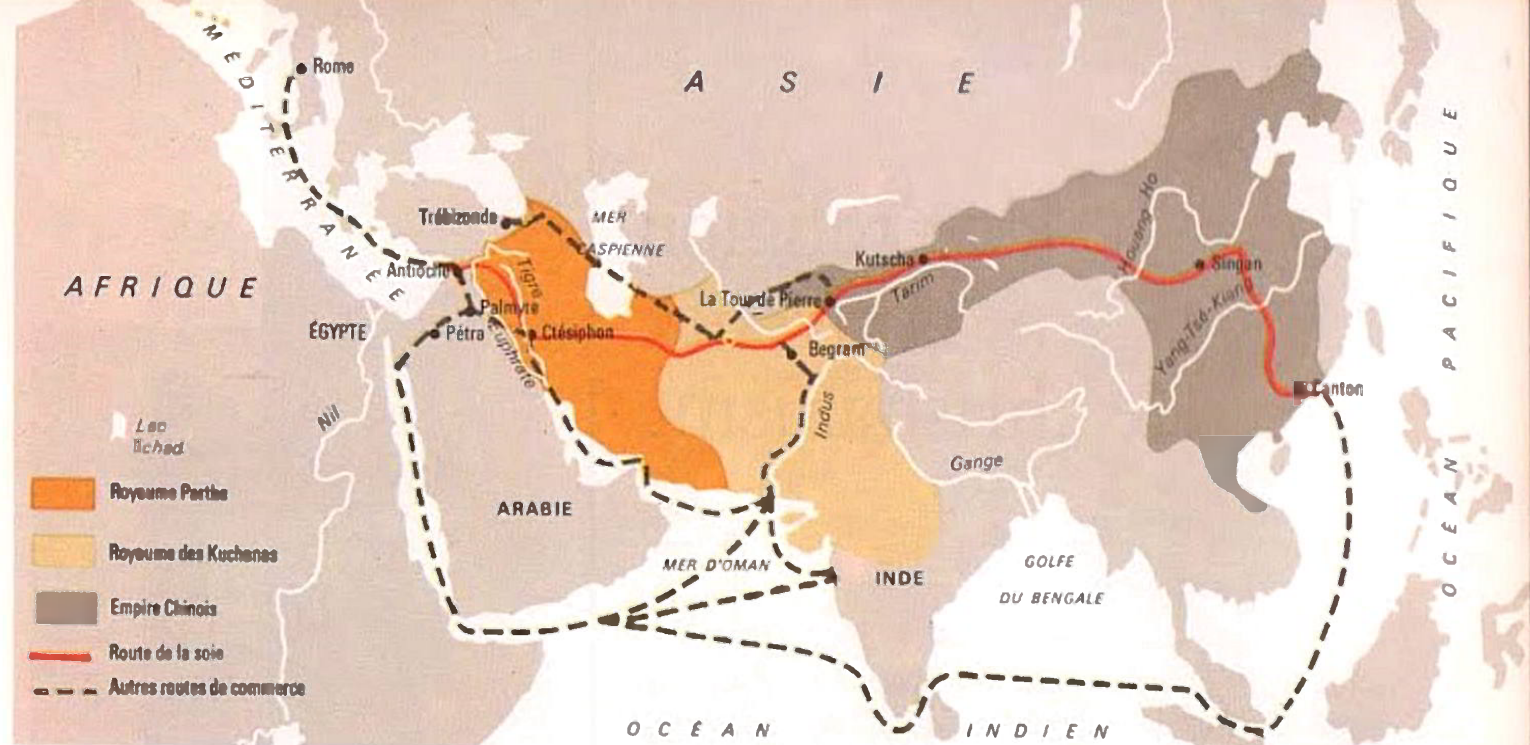 MÉDITERRANÉE
Rome
ASIE
OCÉAN PACIFIQUE
Trébizonde
MER
CASPIENNE
Houang-Ho
Antioche
Tigre
Kutscha
Singan
AFRIQUE
La Tour de Pierre
Tarim
Palmyre
Yang-Tsé-Kiang
ÉGYPTE
Pétra
Euphrate
Ctésiphon
Begram
Canton
Nil
Indus
Lac
Tchad
Gange
Royaume Parthe
ARABIE
Royaume des Kuchanas
MER D'OMAN
INDE
GOLFE
DU BENGALE
Empire Chinois
Route de la soie
Autres routes de commerce
OCÉAN INDIEN